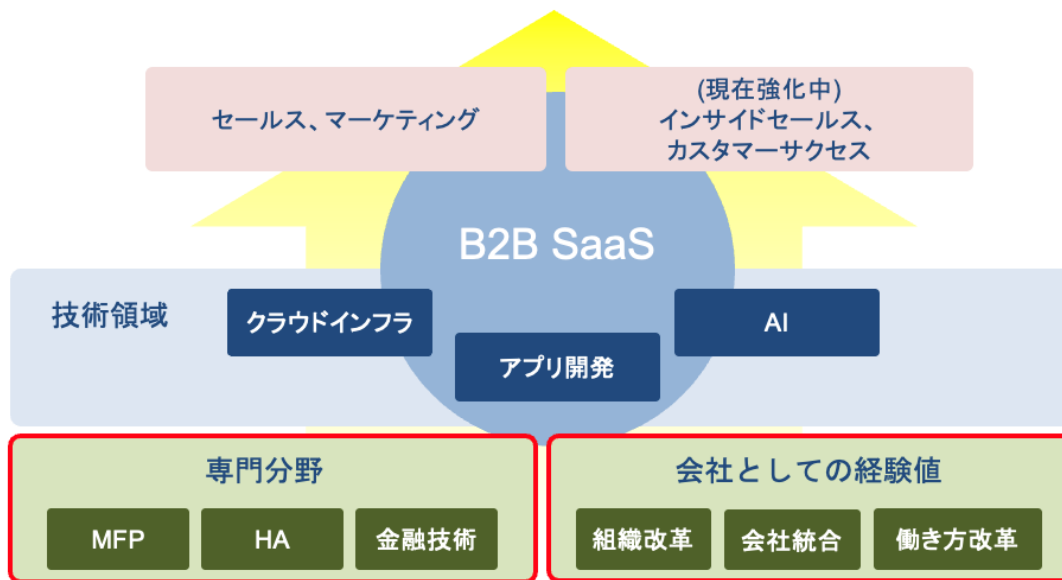 セールス、マーケティング
(現在強化中)
インサイドセールス、
カスタマーサクセス
B2B SaaS
技術領域
クラウドインフラ
アプリ開発
AI
専門分野
MFP
HA
金融技術
会社としての経験値
組織改革
会社統合
働き方改革